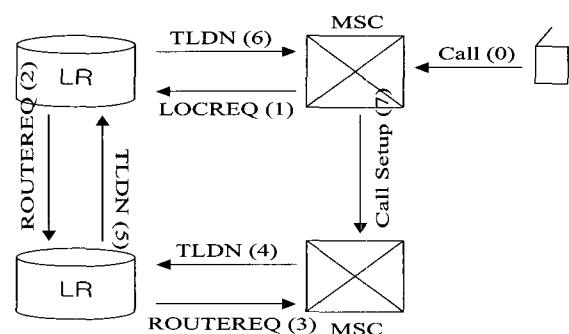 MSC
TLDN (6)
Call (0)
LR
LOCREQ (1)
ROUTEREQ (2)
TLDN (5)
Call Setup (7)
TLDN (4)
LR
ROUTEREQ (3)
MSC